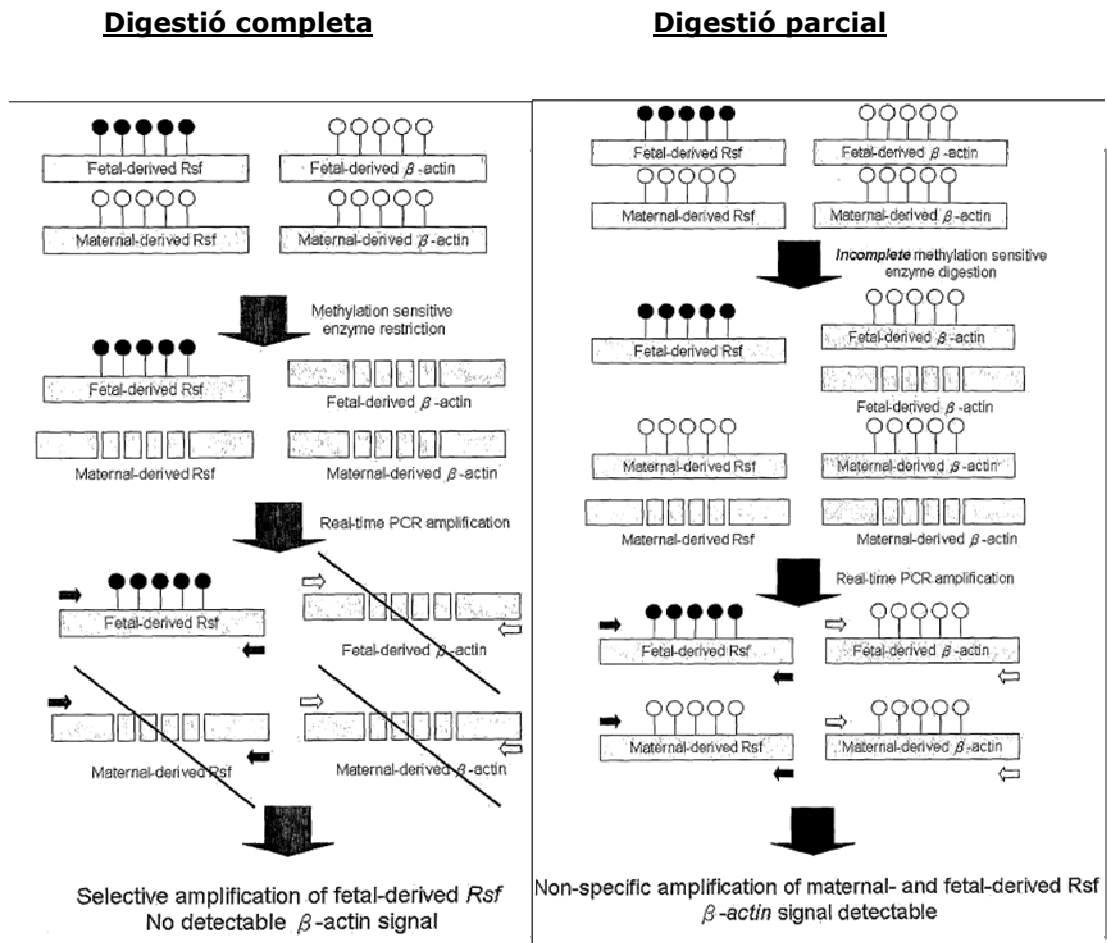 Digestió completa
Digestió parcial
Fetal-derived Rsf
Fetal-derived β-actin
Maternal-derived Rsf
Maternal-derived β-actin
Methylation sensitive
enzyme restriction
Fetal-derived Rsf
Fetal-derived β-actin
Maternal-derived Rsf
Maternal-derived β-actin
Real-time PCR amplification
Fetal-derived Rsf
Fetal-derived β-actin
Maternal-derived Rsf
Maternal-derived β-actin
Selective amplification of fetal-derived Rsf
No detectable β-actin signal
Fetal-derived Rsf
Fetal-derived β-actin
Maternal-derived Rsf
Maternal-derived β-actin
Incomplete methylation sensitive
enzyme digestion
Fetal-derived Rsf
Fetal-derived β-actin
Fetal-derived β-actin
Maternal-derived Rsf
Maternal-derived β-actin
Maternal-derived Rsf
Maternal-derived β-actin
Real-time PCR amplification
Fetal-derived Rsf
Fetal-derived β-actin
Maternal-derived Rsf
Maternal-derived β-actin
Non-specific amplification of maternal- and fetal-derived Rsf
β-actin signal detectable